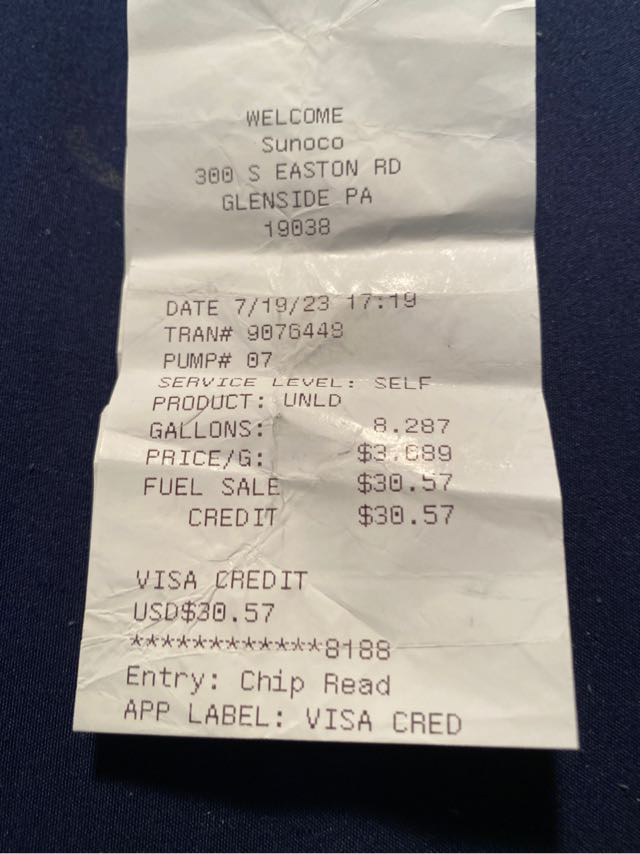 WELCOME
Sunoco
300 S EASTON RD
GLENSIDE PA
19038
DATE 7/19/23 17:19
TRAN# 9076448
PUMP# 07
SERVICE LEVEL: SELF
PRODUCT: UNLD
GALLONS: 8.287
PRICE/G: $3.689
FUEL SALE $30.57
CREDIT $30.57
VISA CREDIT
USD$30.57
************8188
Entry: Chip Read
APP LABEL: VISA CRED